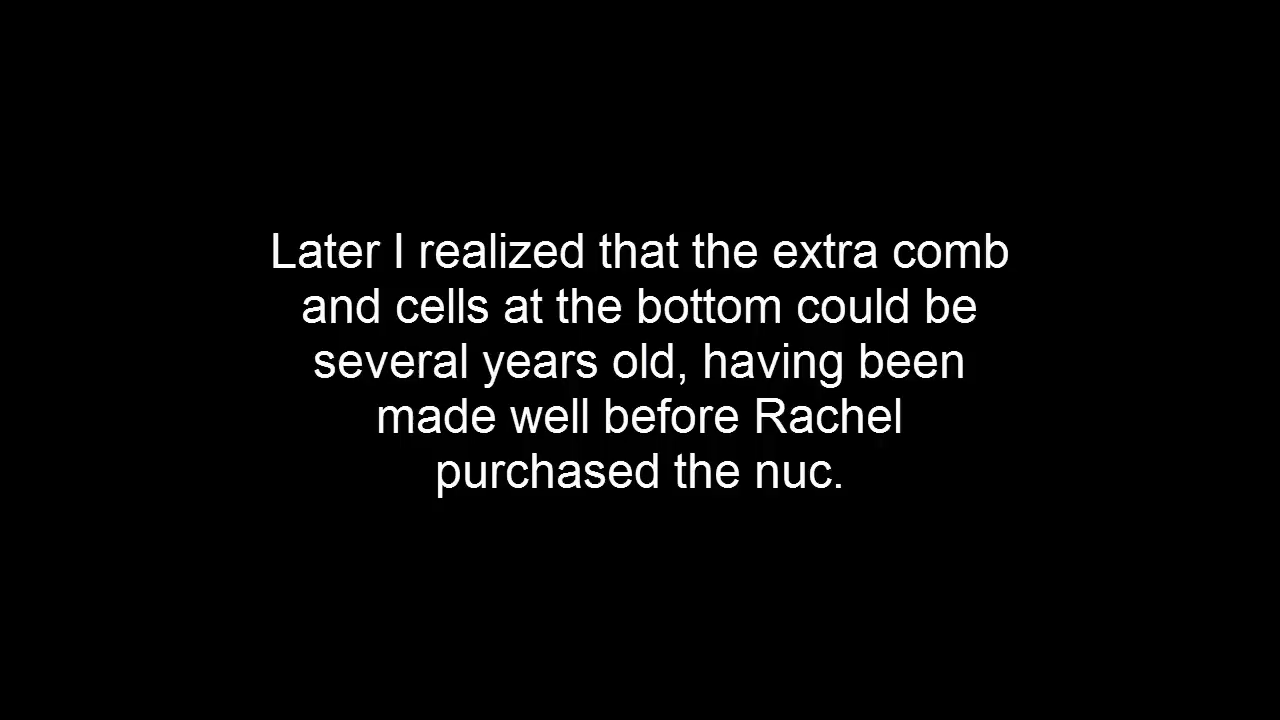 Later I realized that the extra comb
and cells at the bottom could be
several years old, having been
made well before Rachel
purchased the nuc.